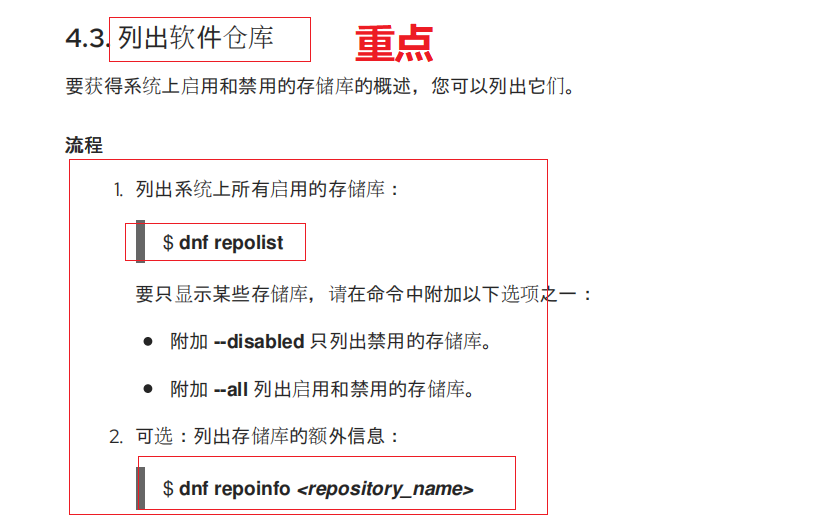 4.3. 列出软件仓库 重点
要获得系统上启用和禁用的存储库的概述，您可以列出它们。
流程
1. 列出系统上所有启用的存储库：
$ dnf repolist
要只显示某些存储库，请在命令中附加以下选项之一：
● 附加 --disabled 只列出禁用的存储库。
● 附加 --all 列出启用和禁用的存储库。
2. 可选：列出存储库的额外信息：
$ dnf repoinfo <repository_name>